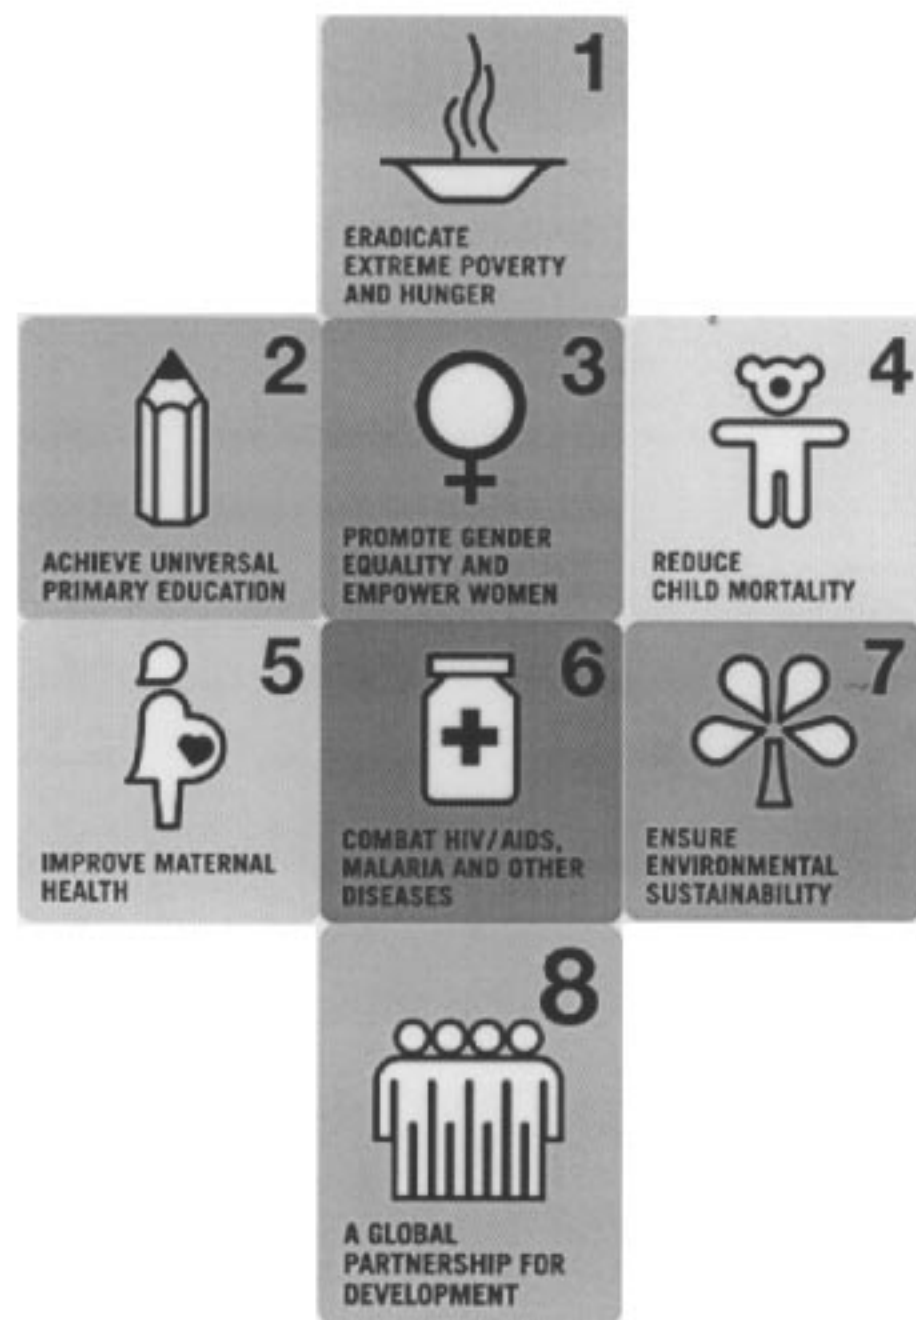 1
ERADICATE
EXTREME POVERTY
AND HUNGER
2
ACHIEVE UNIVERSAL
PRIMARY EDUCATION
3
PROMOTE GENDER
EQUALITY AND
EMPOWER WOMEN
4
REDUCE
CHILD MORTALITY
5
IMPROVE MATERNAL
HEALTH
6
COMBAT HIV/AIDS,
MALARIA AND OTHER
DISEASES
7
ENSURE
ENVIRONMENTAL
SUSTAINABILITY
8
A GLOBAL
PARTNERSHIP FOR
DEVELOPMENT